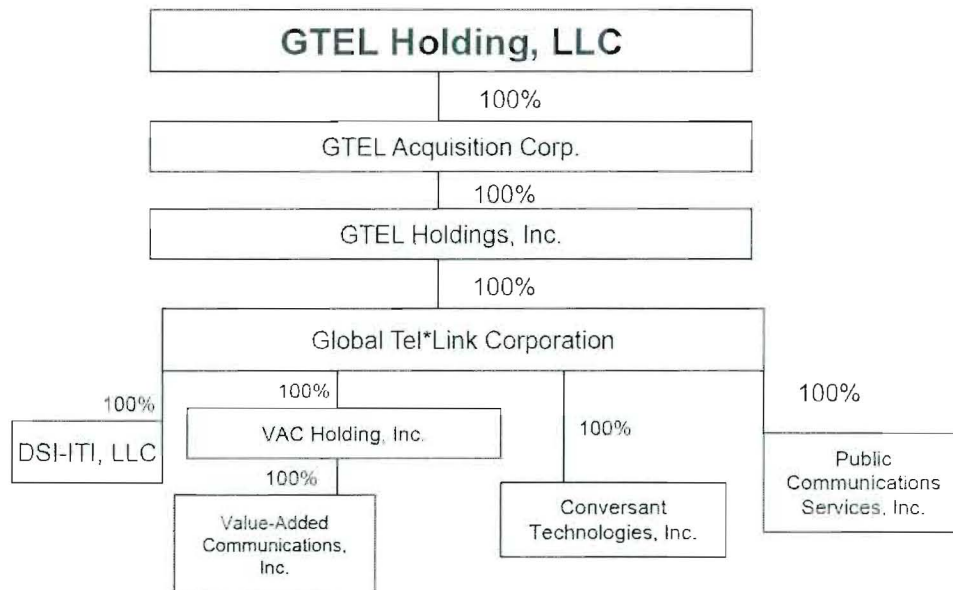 GTEL Holding, LLC
100%
GTEL Acquisition Corp.
100%
GTEL Holdings, Inc.
100%
Global Tel*Link Corporation
100%
100%
100%
100%
DSI-ITI, LLC
VAC Holding, Inc.
100%
Value-Added
Communications,
Inc.
Conversant
Technologies, Inc.
Public
Communications
Services, Inc.